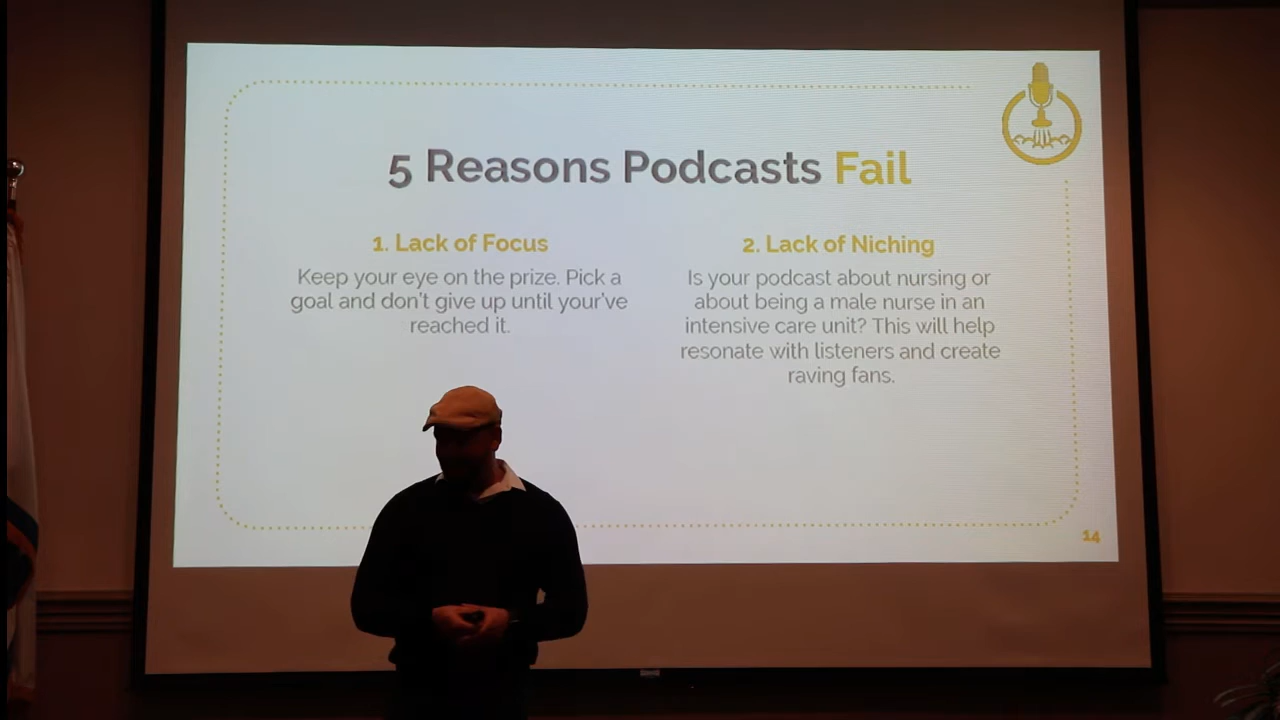 5 Reasons Podcasts Fail
1. Lack of Focus
Keep your eye on the prize. Pick a
goal and don't give up until your've
reached it.
2. Lack of Niching
Is your podcast about nursing or
about being a male nurse in an
intensive care unit? This will help
resonate with listeners and create
raving fans.
14